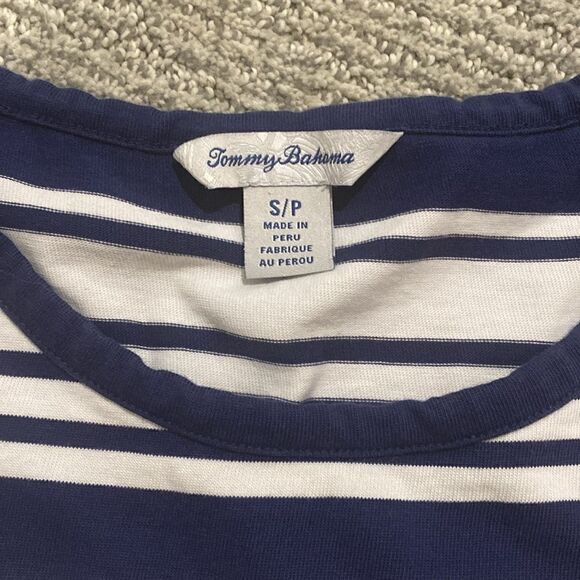 Tommy Bahama
S/P
MADE IN
PERU
FABRIQUE
AU PEROU